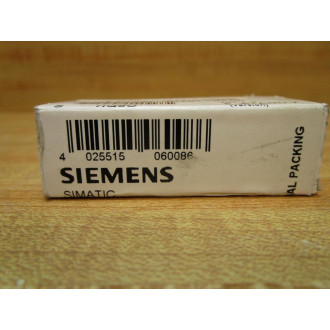 4 025515 060086
SIEMENS
SIMATIC
AL PACKING